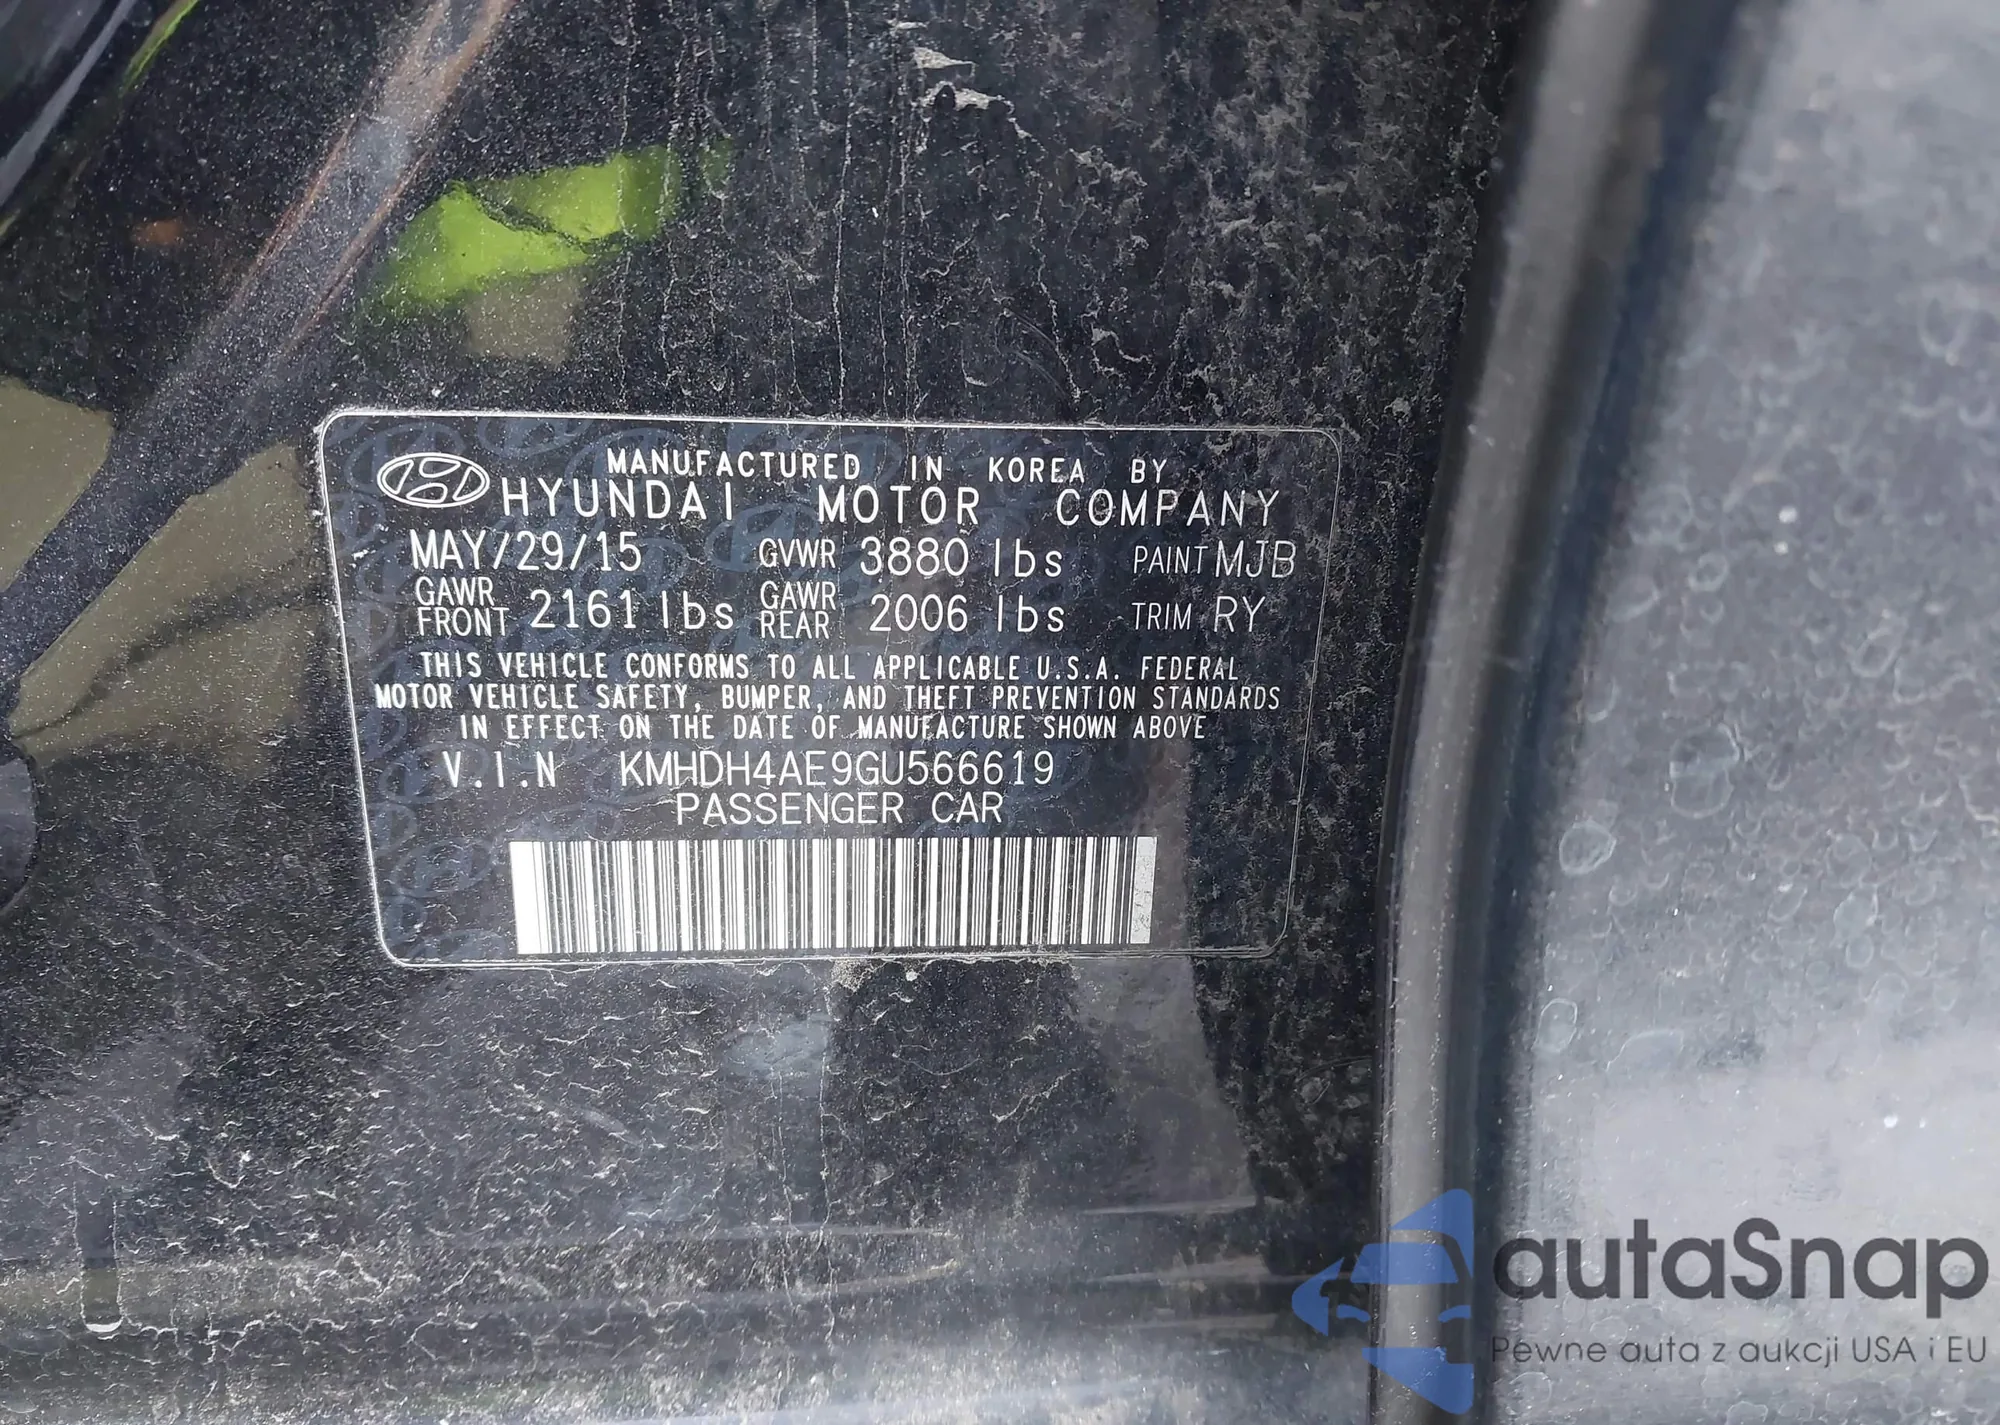 MANUFACTURED IN KOREA BY
HYUNDAI MOTOR COMPANY
MAY/29/15 GVWR 3880 lbs PAINT MJB
GAWR FRONT 2161 lbs GAWR REAR 2006 lbs TRIM RY
THIS VEHICLE CONFORMS TO ALL APPLICABLE U.S.A. FEDERAL
MOTOR VEHICLE SAFETY, BUMPER, AND THEFT PREVENTION STANDARDS
IN EFFECT ON THE DATE OF MANUFACTURE SHOWN ABOVE
V.I.N KMHDH4AE9GU566619
PASSENGER CAR
autaSnap
Pewne auta z aukcji USA i EU